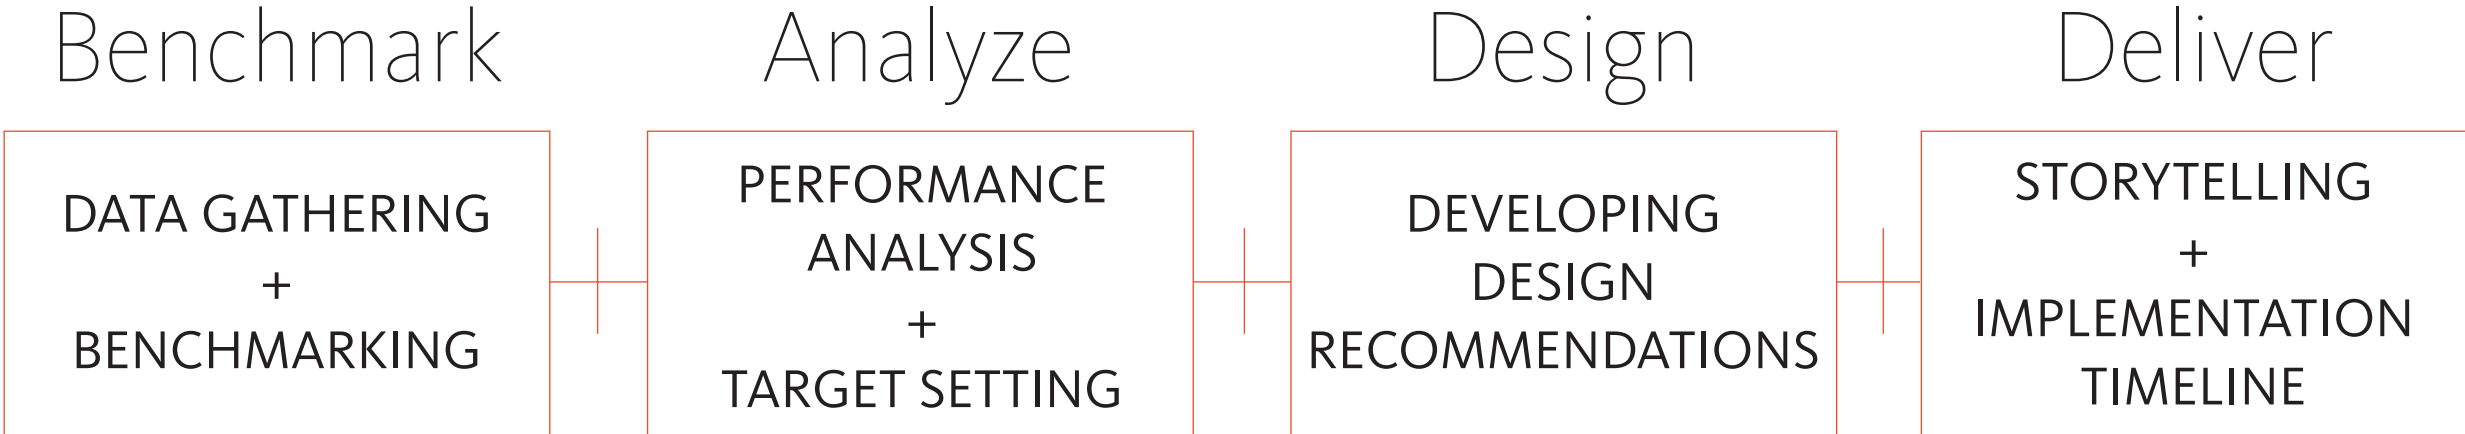 Benchmark
DATA GATHERING
+
BENCHMARKING
Analyze
PERFORMANCE
ANALYSIS
+
TARGET SETTING
Design
DEVELOPING
DESIGN
RECOMMENDATIONS
Deliver
STORYTELLING
+
IMPLEMENTATION
TIMELINE